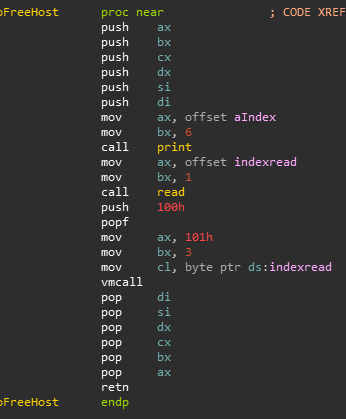 oFreeHost proc near ; CODE XREF
push ax
push bx
push cx
push dx
push si
push di
mov ax, offset aIndex
mov bx, 6
call print
mov ax, offset indexread
mov bx, 1
call read
push 100h
popf
mov ax, 101h
mov bx, 3
mov cl, byte ptr ds:indexread
vmcall
pop di
pop si
pop dx
pop cx
pop bx
pop ax
retn
oFreeHost endp